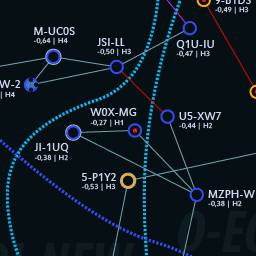 9-B1DS
-0,49 | H3
M-UC0S
-0,64 | H4
JSI-LL
-0,50 | H3
Q1U-IU
-0,47 | H3
W-2
| H4
W0X-MG
-0,27 | H1
U5-XW7
-0,44 | H2
JI-1UQ
-0,38 | H2
5-P1Y2
-0,53 | H3
MZPH-W
-0,38 | H2